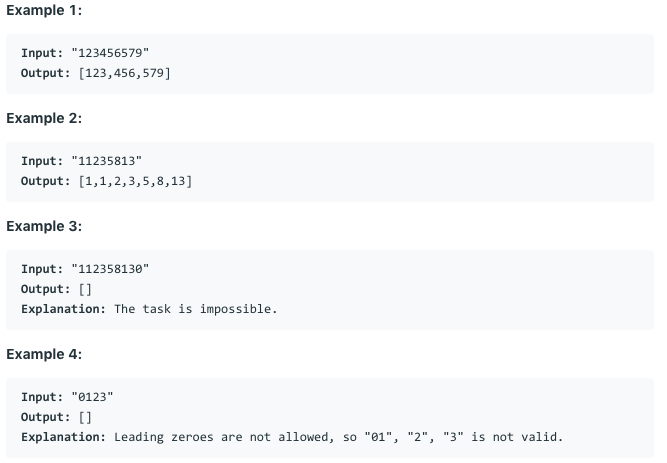 Example 1:
Input: "123456579"
Output: [123,456,579]
Example 2:
Input: "11235813"
Output: [1,1,2,3,5,8,13]
Example 3:
Input: "112358130"
Output: []
Explanation: The task is impossible.
Example 4:
Input: "0123"
Output: []
Explanation: Leading zeroes are not allowed, so "01", "2", "3" is not valid.